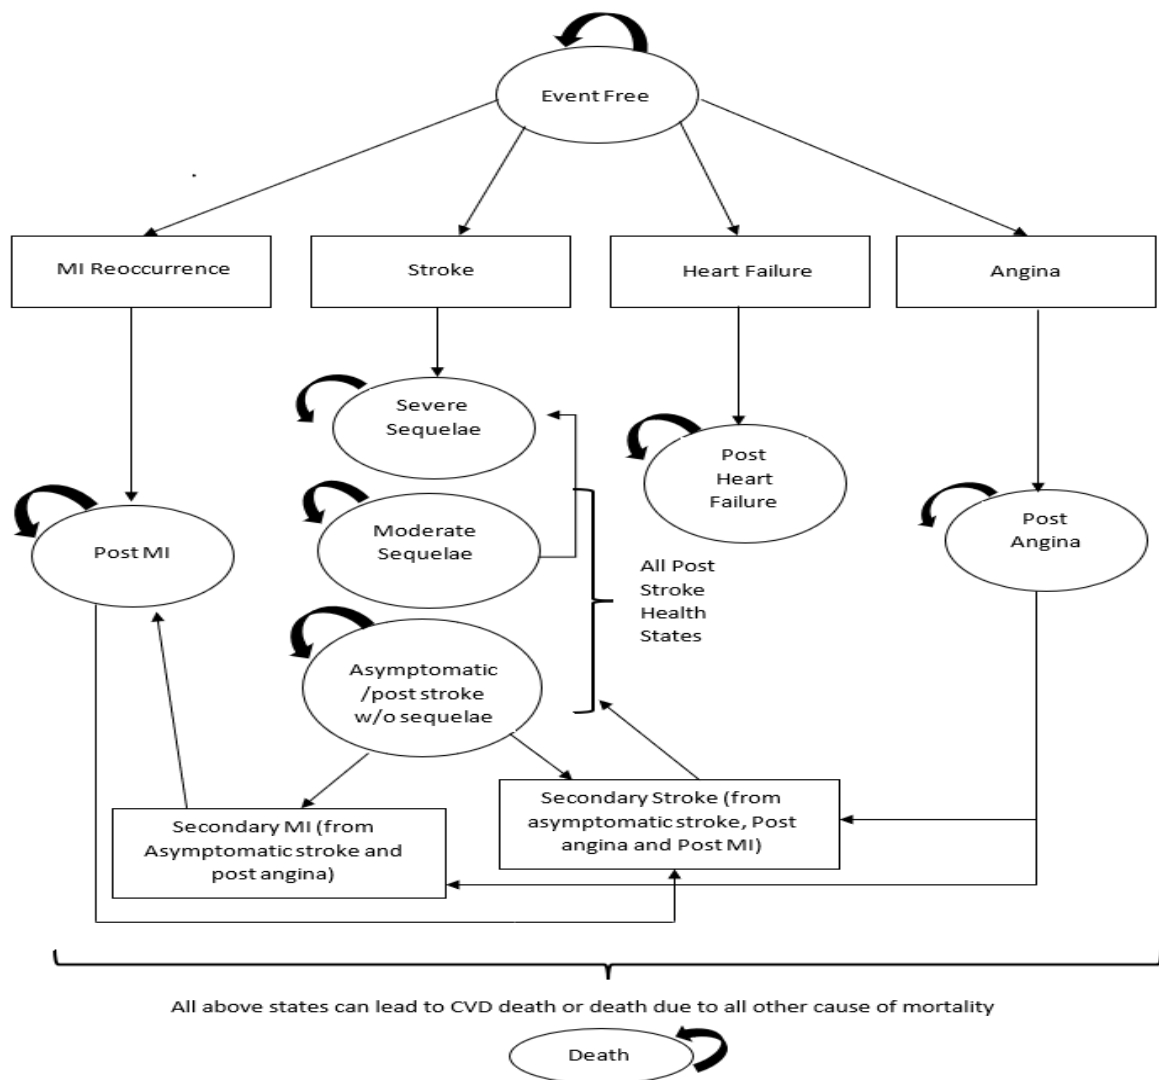 Event Free
MI Reoccurrence
Stroke
Heart Failure
Angina
Severe
Sequelae
Post
Heart
Failure
Moderate
Sequelae
Post MI
Post
Angina
All Post
Stroke
Health
States
Asymptomatic
/post stroke
w/o sequelae
Secondary MI (from
Asymptomatic stroke and
post angina)
Secondary Stroke (from
asymptomatic stroke, Post
angina and Post MI)
All above states can lead to CVD death or death due to all other cause of mortality
Death